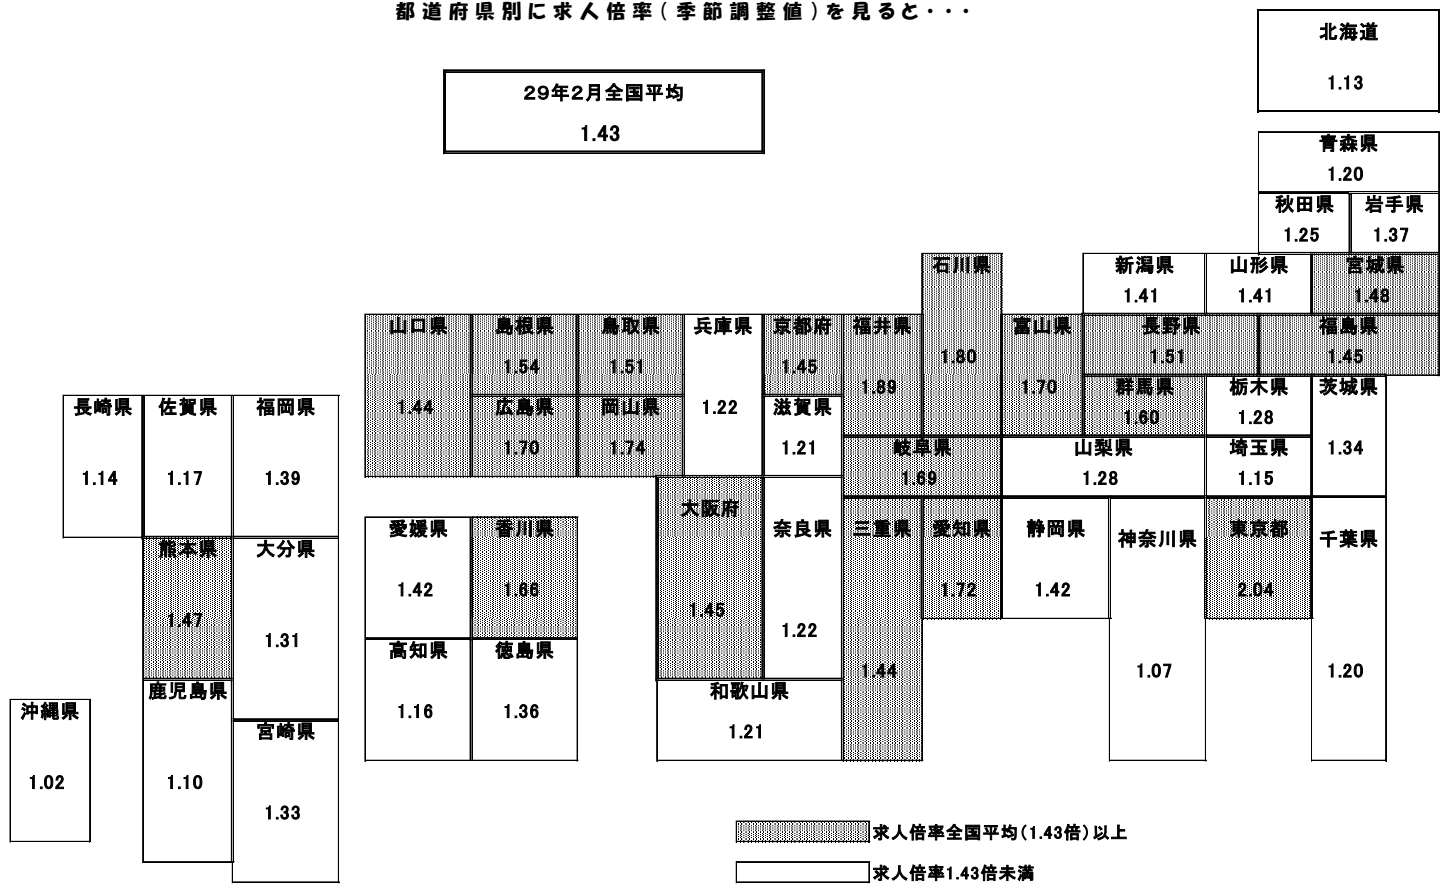 都道府県別に求人倍率(季節調整値)を見ると・・・
北海道
1.13
29年2月全国平均
1.43
青森県
1.20
秋田県 岩手県
1.25 1.37
石川県 新潟県 山形県 宮城県
1.41 1.41 1.48
山口県 島根県 鳥取県 兵庫県 京都府 福井県 富山県 長野県 福島県
1.54 1.51 1.45 1.80 1.51 1.45
1.89 1.70 群馬県 栃木県 茨城県
長崎県 佐賀県 福岡県 1.44 広島県 岡山県 1.22 滋賀県 1.60 1.28
1.70 1.74 1.21 岐阜県 山梨県 埼玉県 1.34
1.14 1.17 1.39 1.69 1.28 1.15
大阪府
愛媛県 香川県 奈良県 三重県 愛知県 静岡県 神奈川県 東京都 千葉県
熊本県 大分県
1.42 1.66 1.72 1.42 2.04
1.47 1.45
1.31 1.22
高知県 徳島県
1.44 1.07 1.20
鹿児島県 和歌山県
沖縄県 1.16 1.36
宮崎県 1.21
1.02 1.10
1.33
求人倍率全国平均(1.43倍)以上
求人倍率1.43倍未満